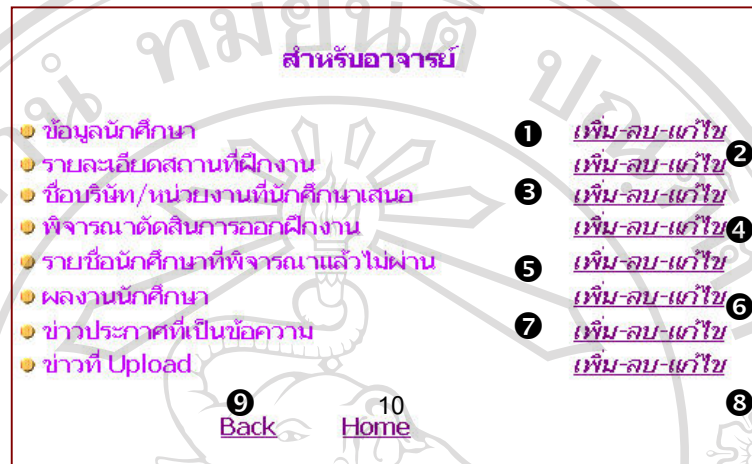 สำหรับอาจารย์
ข้อมูลนักศึกษา ❶ เพิ่ม-ลบ-แก้ไข
รายละเอียดสถานที่ฝึกงาน เพิ่ม-ลบ-แก้ไข ❷
ชื่อบริษัท/หน่วยงานที่นักศึกษาเสนอ ❸ เพิ่ม-ลบ-แก้ไข
พิจารณาตัดสินการออกฝึกงาน เพิ่ม-ลบ-แก้ไข ❹
รายชื่อนักศึกษาที่พิจารณาแล้วไม่ผ่าน ❺ เพิ่ม-ลบ-แก้ไข
ผลงานนักศึกษา เพิ่ม-ลบ-แก้ไข ❻
ข่าวประกาศที่เป็นข้อความ ❼ เพิ่ม-ลบ-แก้ไข
ข่าวที่ Upload เพิ่ม-ลบ-แก้ไข
❾ 10 ❽
Back Home